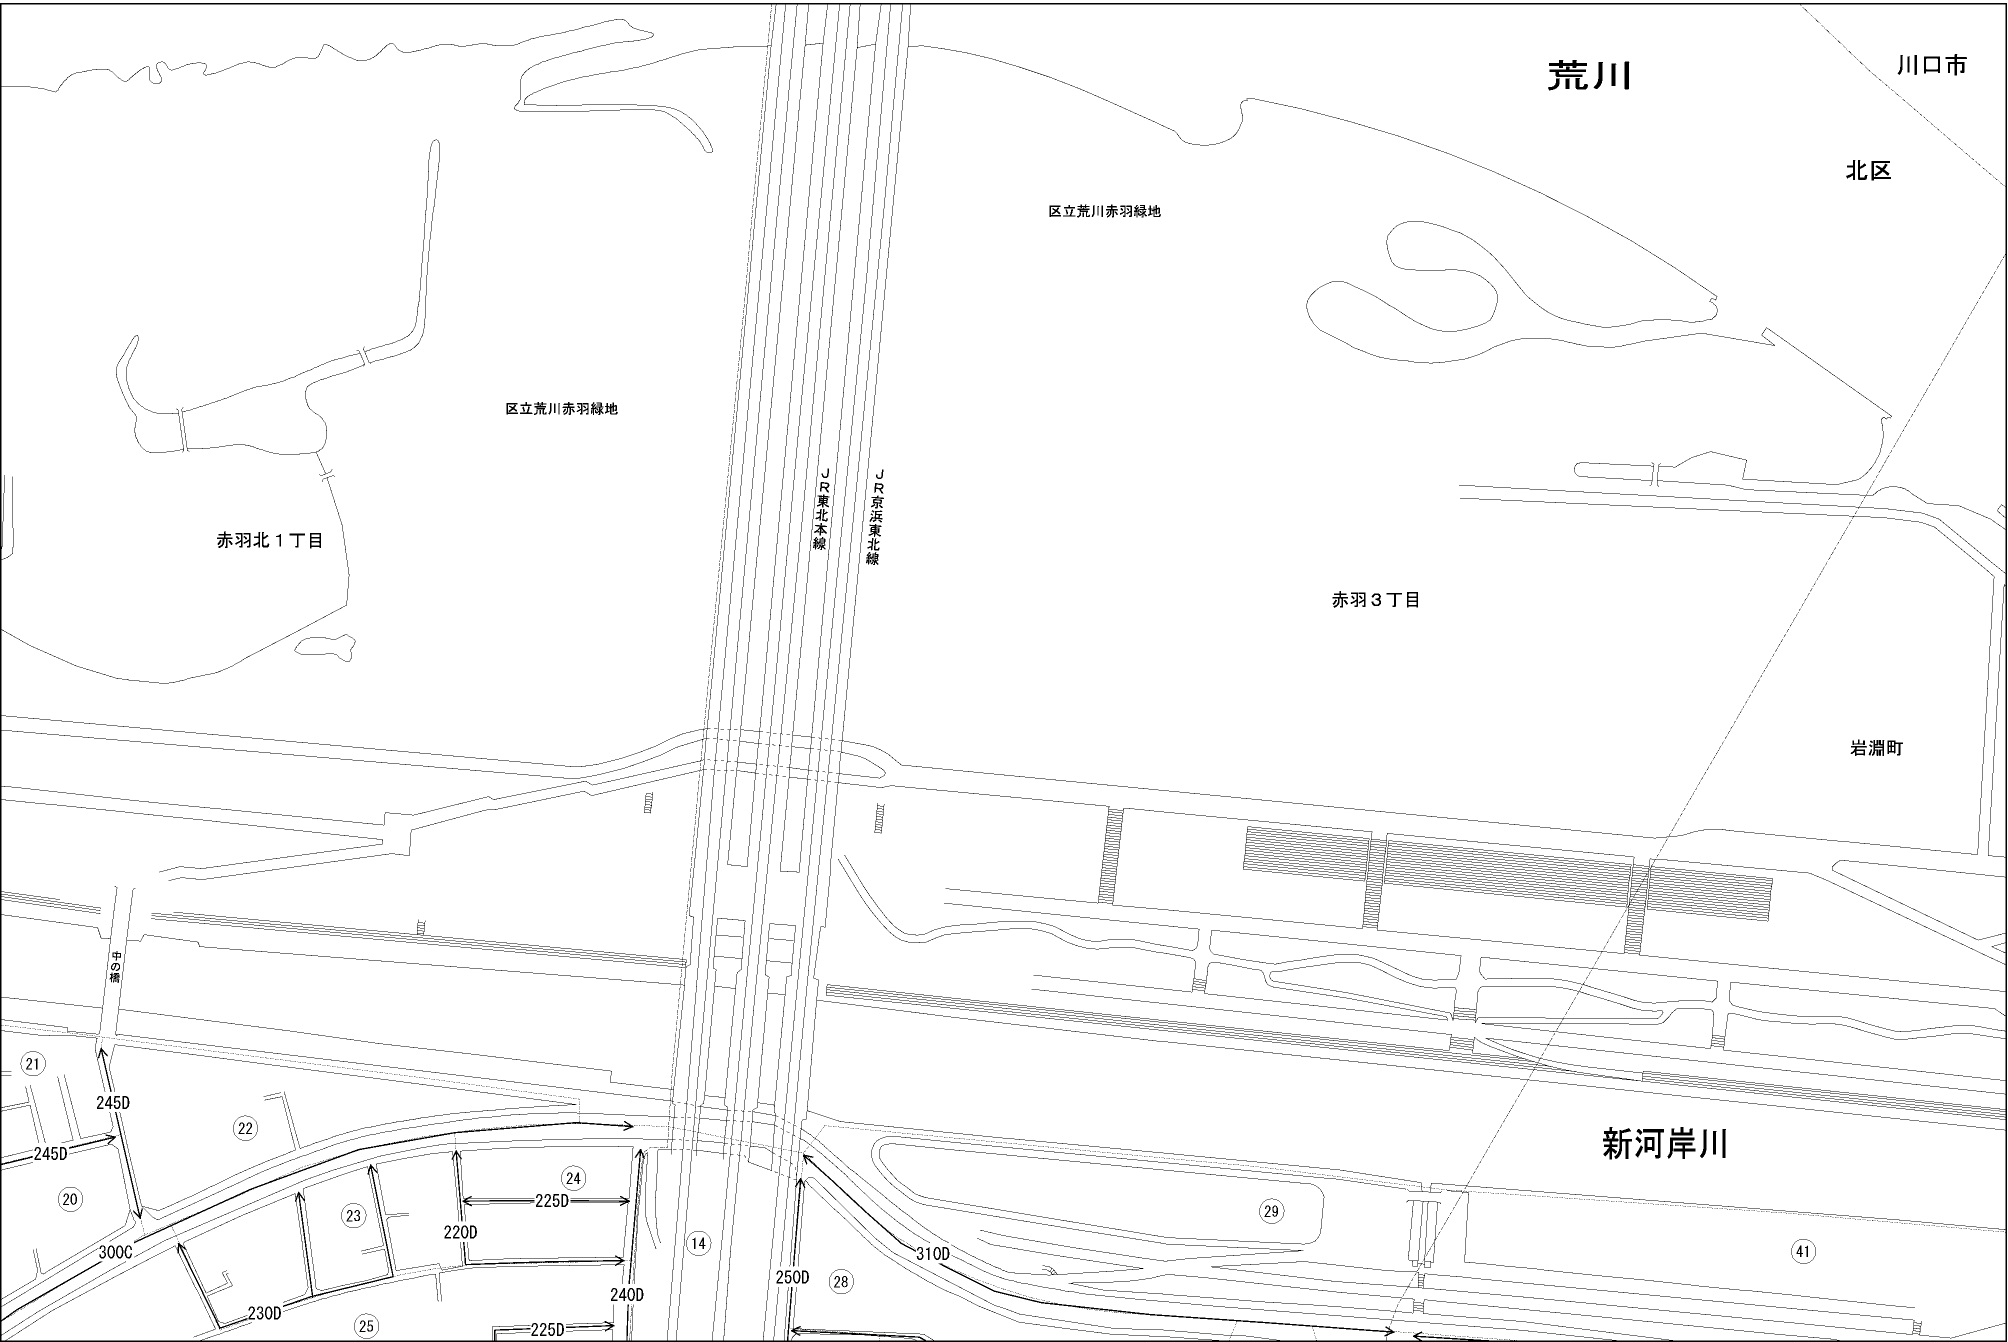 荒川
川口市
北区
区立荒川赤羽緑地
区立荒川赤羽緑地
JR東北本線
JR京浜東北線
赤羽北1丁目
赤羽3丁目
岩淵町
中の橋
新河岸川
21
245D
22
245D
20
24
225D
23
220D
300C
14
29
310D
41
250D
28
240D
230D
25
225D